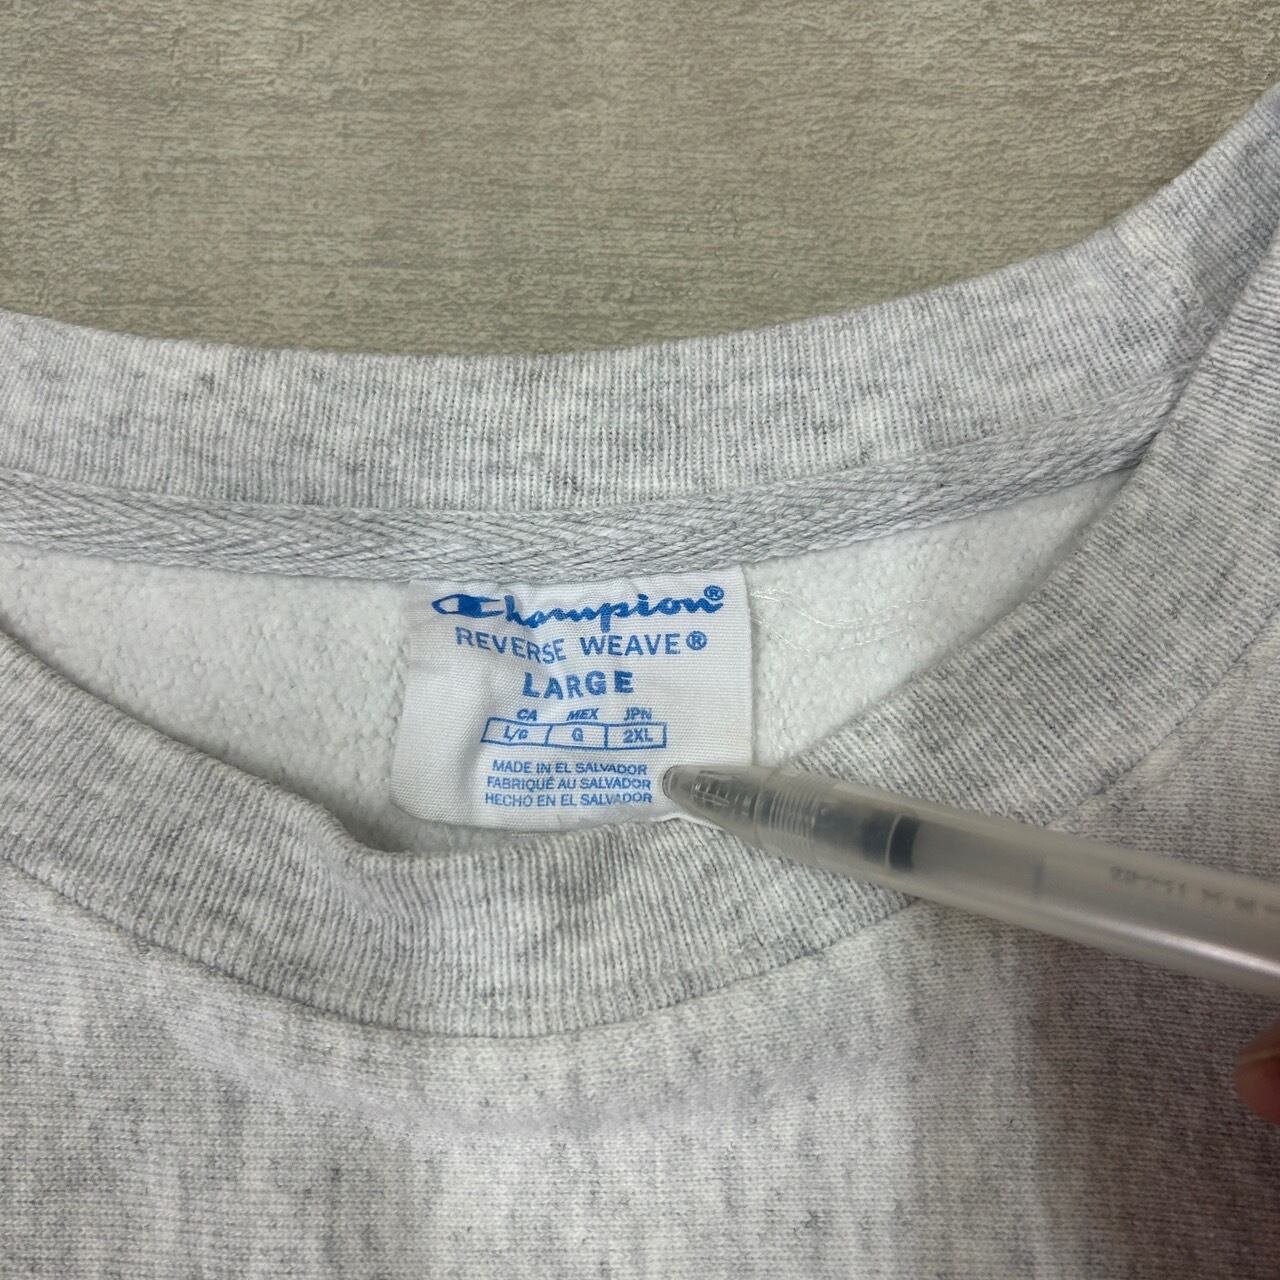 Champion®
REVERSE WEAVE®
LARGE
CA MEX JPN
L/G G 2XL
MADE IN EL SALVADOR
FABRIQUÉ AU SALVADOR
HECHO EN EL SALVADOR